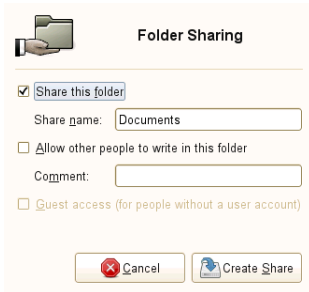 Folder Sharing
Share this folder
Share name: Documents
Allow other people to write in this folder
Comment:
Guest access (for people without a user account)
Cancel Create Share